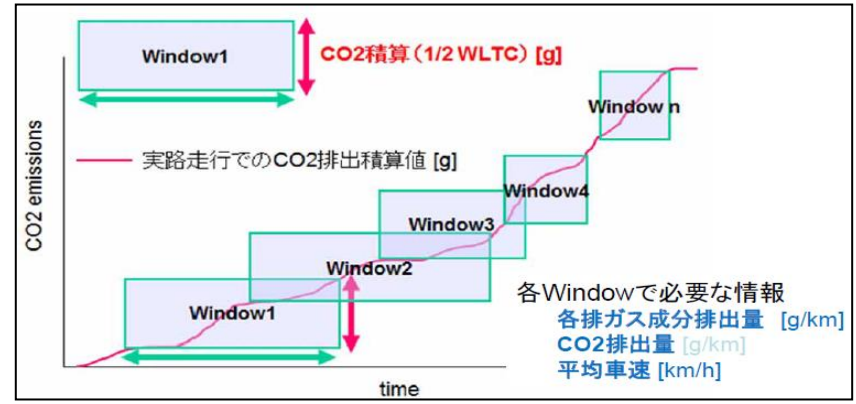 Window1
CO2積算（1/2 WLTC）[g]
Window n
実路走行でのCO2排出積算値 [g]
CO2 emissions
Window4
Window3
Window2
Window1
各Windowで必要な情報
各排ガス成分排出量 [g/km]
CO2排出量 [g/km]
平均車速 [km/h]
time